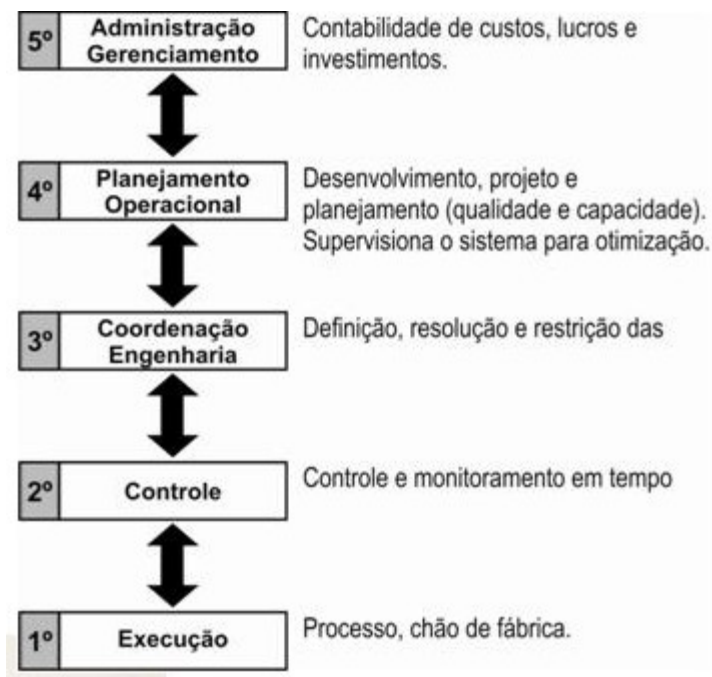 5º
Administração
Gerenciamento
Contabilidade de custos, lucros e
investimentos.
4º
Planejamento
Operacional
Desenvolvimento, projeto e
planejamento (qualidade e capacidade).
Supervisiona o sistema para otimização.
3º
Coordenação
Engenharia
Definição, resolução e restrição das
2º
Controle
Controle e monitoramento em tempo
1º
Execução
Processo, chão de fábrica.